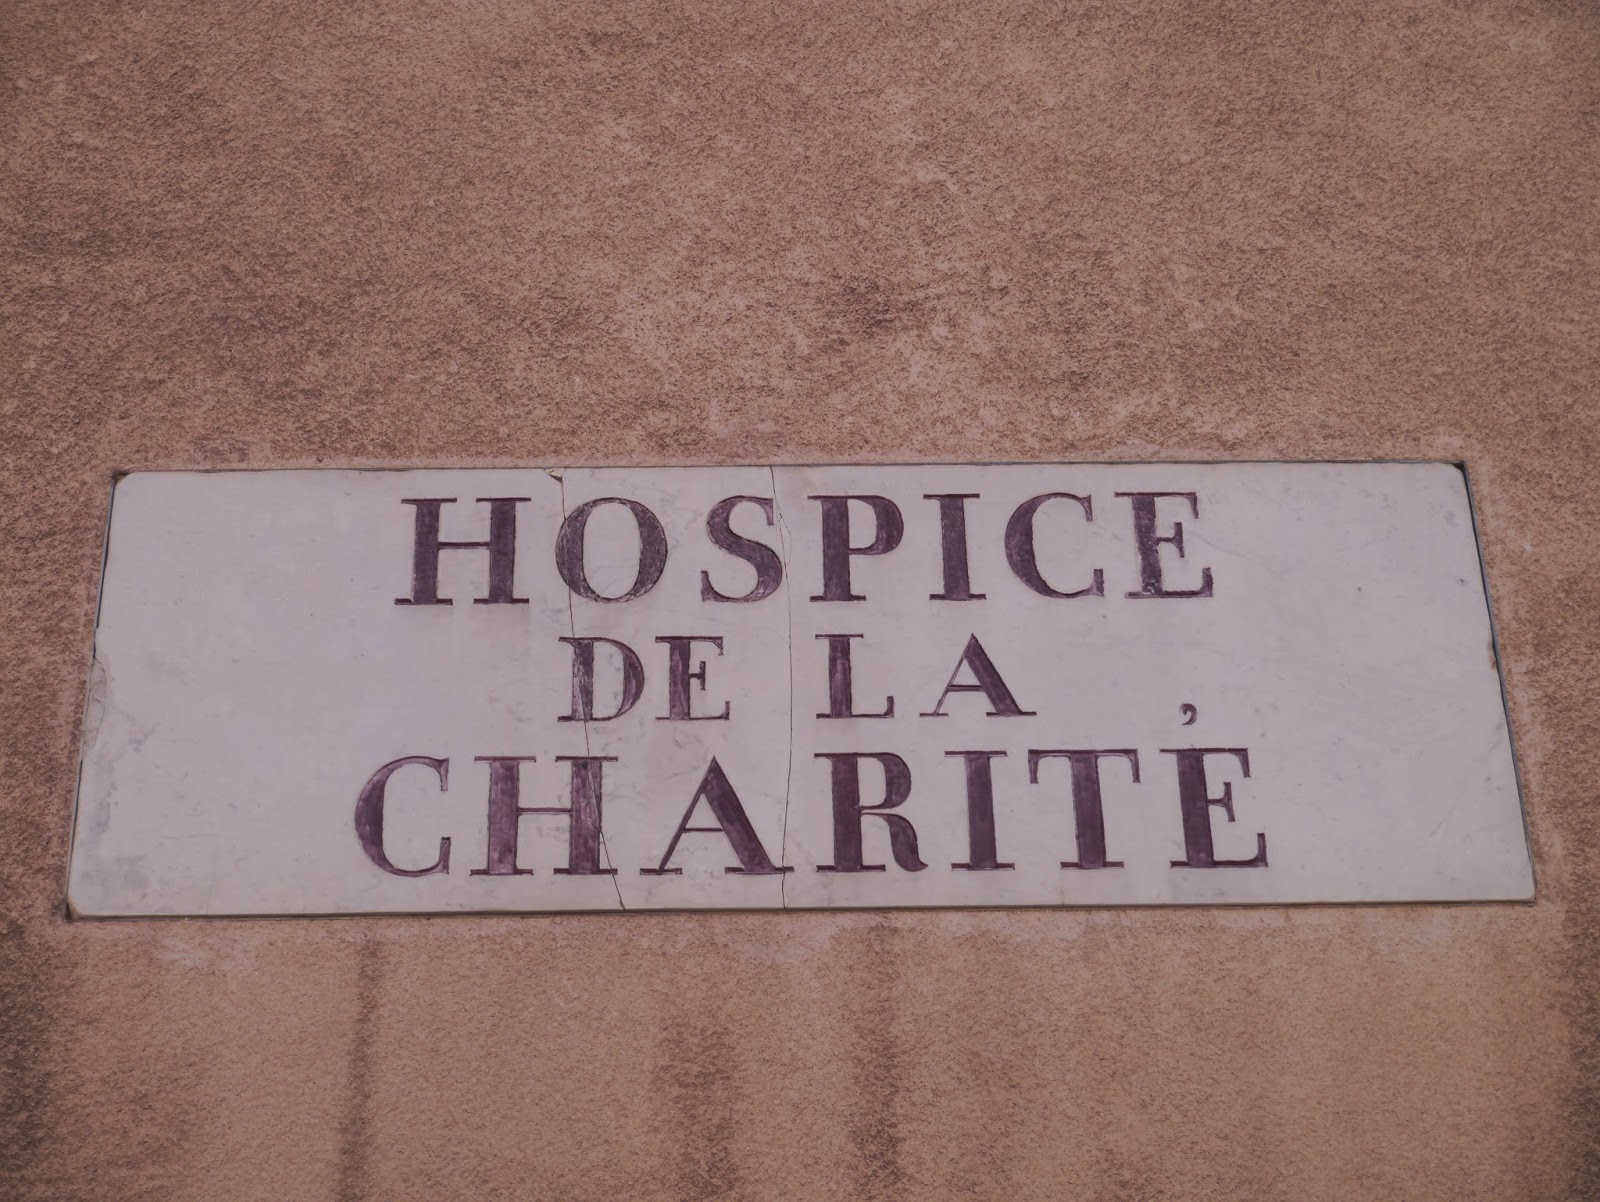 HOSPICE
DE LA
CHARITÉ